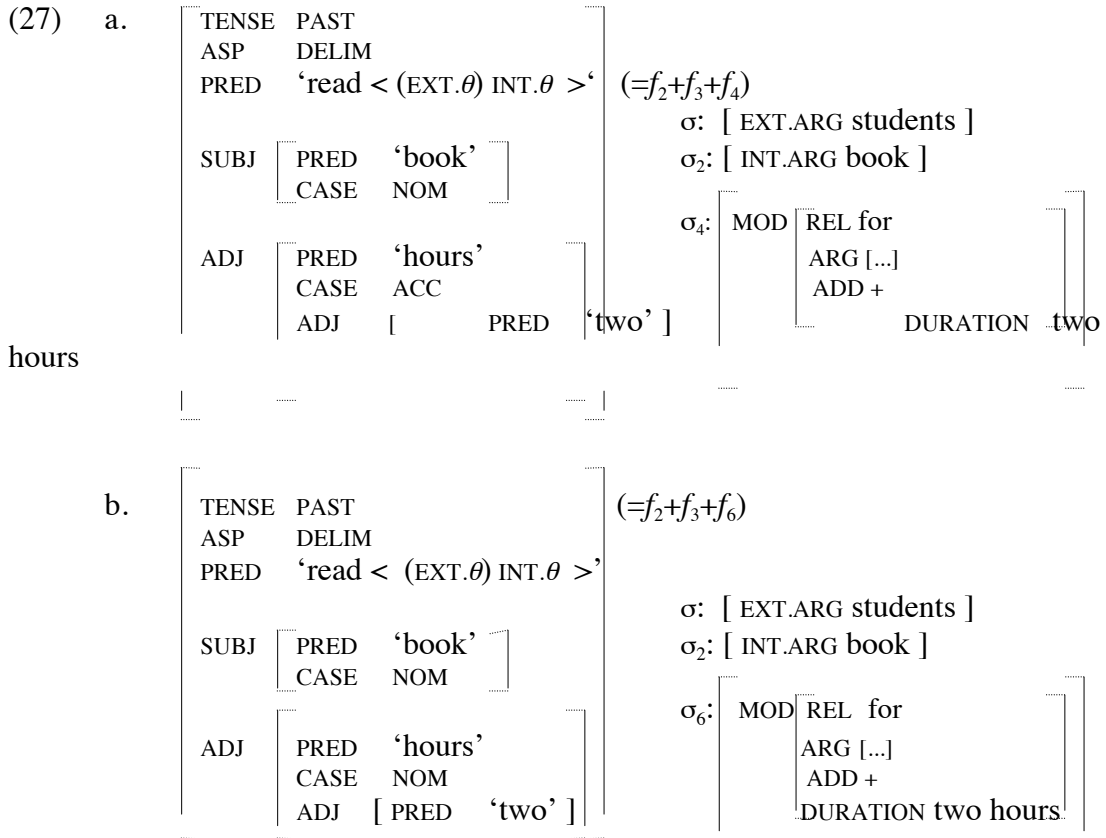 (27) a. TENSE PAST
ASP DELIM
PRED ‘read < (EXT.θ) INT.θ >‘ (=f₂+f₃+f₄)
σ: [ EXT.ARG students ]
SUBJ PRED ‘book’ σ₂: [ INT.ARG book ]
CASE NOM
σ₄: MOD REL for
ADJ PRED ‘hours’ ARG [...]
CASE ACC ADD +
ADJ [ PRED ‘two’ ] DURATION two
hours
b. TENSE PAST (=f₂+f₃+f₆)
ASP DELIM
PRED ‘read < (EXT.θ) INT.θ >’
σ: [ EXT.ARG students ]
SUBJ PRED ‘book’ σ₂: [ INT.ARG book ]
CASE NOM
σ₆: MOD REL for
ADJ PRED ‘hours’ ARG [...]
CASE NOM ADD +
ADJ [ PRED ‘two’ ] DURATION two hours